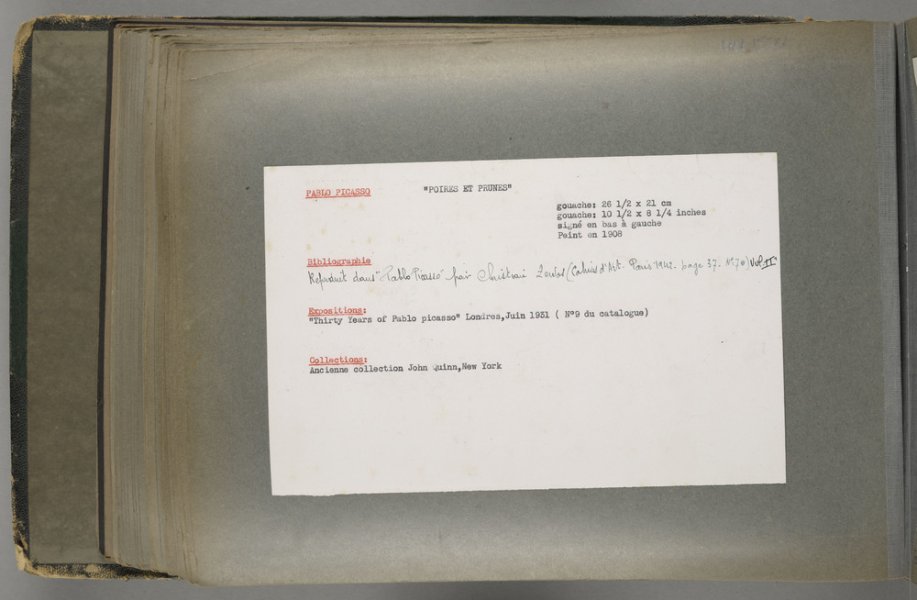 PABLO PICASSO "POIRES ET PRUNES"
gouache: 26 1/2 x 21 cm
gouache: 10 1/2 x 8 1/4 inches
signé en bas à gauche
Peint en 1908
Bibliographie
Reproduit dans "Pablo Picasso" par Christian Zervos (Cahiers d'Art. Paris 1942. page 37. N° 70) Vol II
Expositions:
"Thirty Years of Pablo picasso" Londres,Juin 1931 ( N°9 du catalogue)
Collections:
Ancienne collection John Quinn,New York